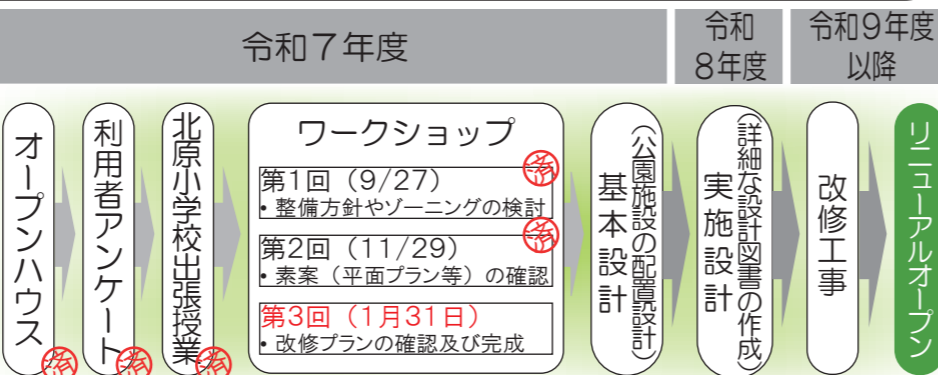 令和７年度
令和
８年度
令和９年度
以降
オープンハウス
済
利用者アンケート
済
北原小学校出張授業
済
ワークショップ
第1回（9/27）
済
• 整備方針やゾーニングの検討
第2回（11/29）
済
• 素案（平面プラン等）の確認
第3回（1月31日）
• 改修プランの確認及び完成
基本設計
（公園施設の配置設計）
実施設計
（詳細な設計図書の作成）
改修工事
リニューアルオープン